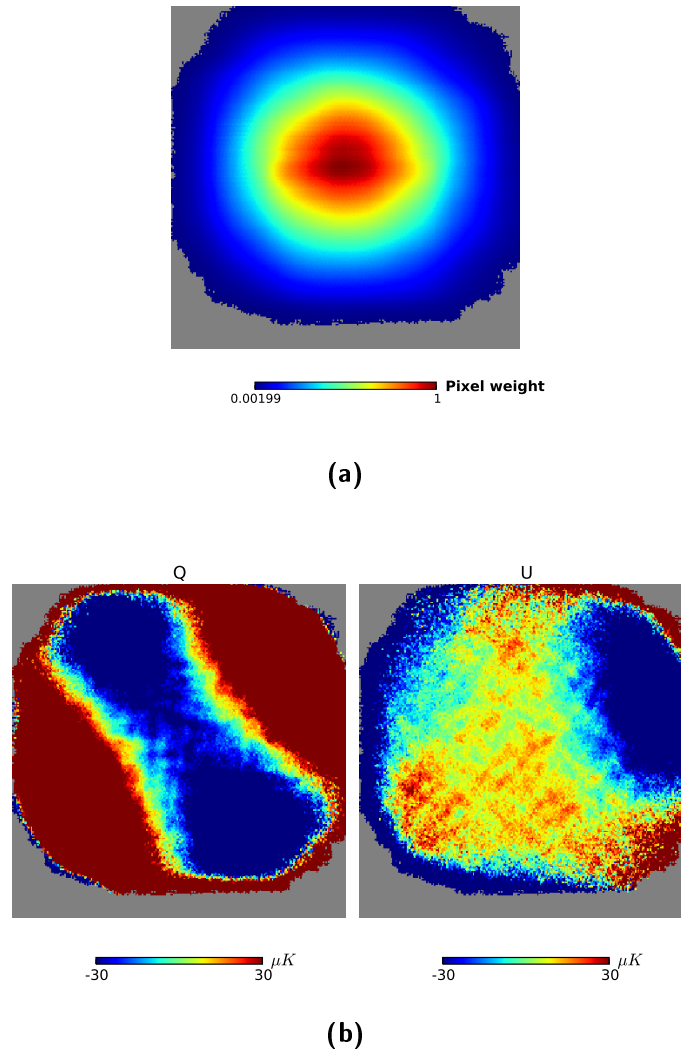 Pixel weight
0.00199 1
(a)
Q U
-30 30 μK -30 30 μK
(b)